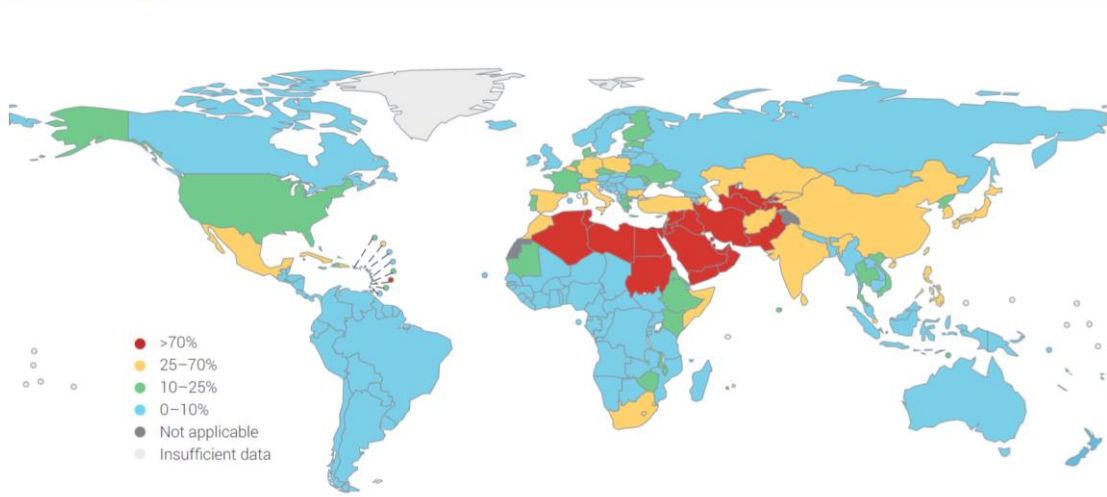 >70%
25–70%
10–25%
0–10%
Not applicable
Insufficient data